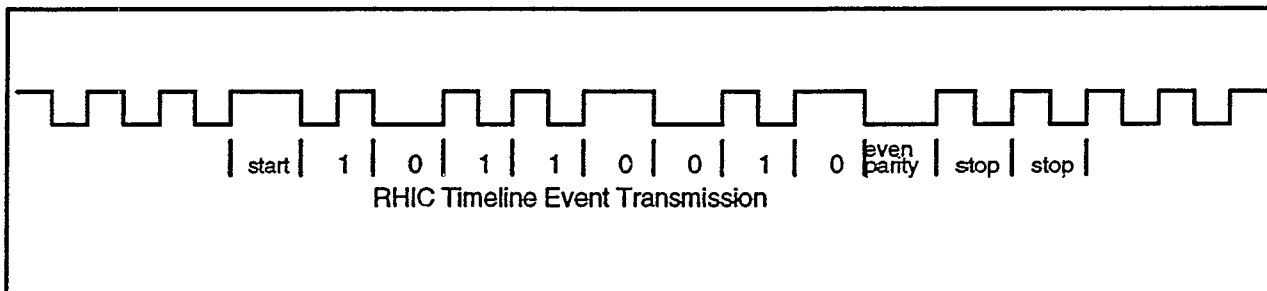 | start | 1 | 0 | 1 | 1 | 0 | 0 | 1 | 0 | even parity | stop | stop |
RHIC Timeline Event Transmission